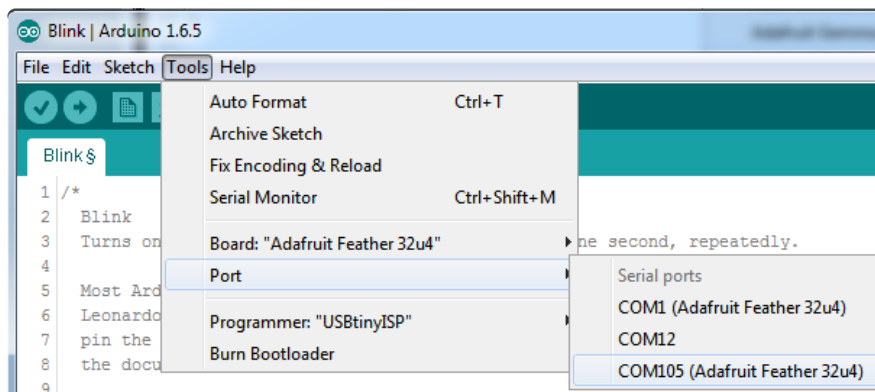 Blink | Arduino 1.6.5
File Edit Sketch Tools Help
Auto Format Ctrl+T
Archive Sketch
Fix Encoding & Reload
Serial Monitor Ctrl+Shift+M
Board: "Adafruit Feather 32u4"
Port
Programmer: "USBtinyISP"
Burn Bootloader
Serial ports
COM1 (Adafruit Feather 32u4)
COM12
COM105 (Adafruit Feather 32u4)
Blink§
1 /*
2 Blink
3 Turns on ne second, repeatedly.
4
5 Most Ard
6 Leonardo
7 pin the
8 the docu
9